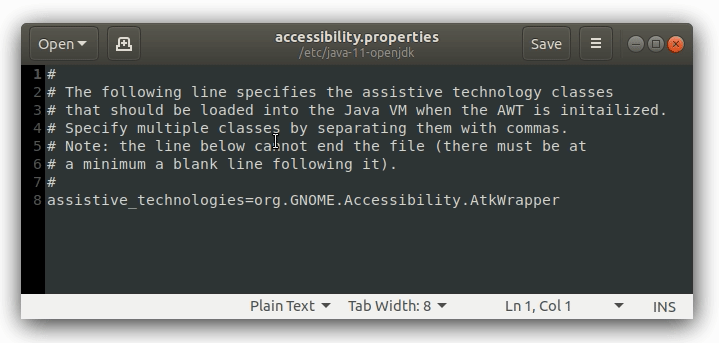 Open
accessibility.properties
/etc/java-11-openjdk
Save
1 #
2 # The following line specifies the assistive technology classes
3 # that should be loaded into the Java VM when the AWT is initailized.
4 # Specify multiple classes by separating them with commas.
5 # Note: the line below cannot end the file (there must be at
6 # a minimum a blank line following it).
7 #
8 assistive_technologies=org.GNOME.Accessibility.AtkWrapper
Plain Text Tab Width: 8 Ln 1, Col 1 INS